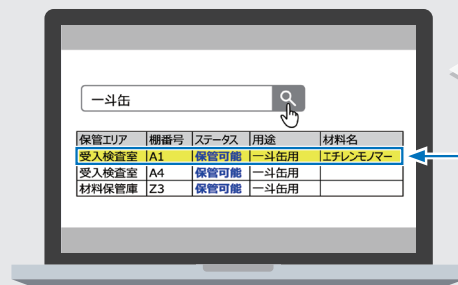 一斗缶
保管エリア 棚番号 ステータス 用途 材料名
受入検査室 A1 保管可能 一斗缶用 エチレンモノマー
受入検査室 A4 保管可能 一斗缶用
材料保管庫 Z3 保管可能 一斗缶用